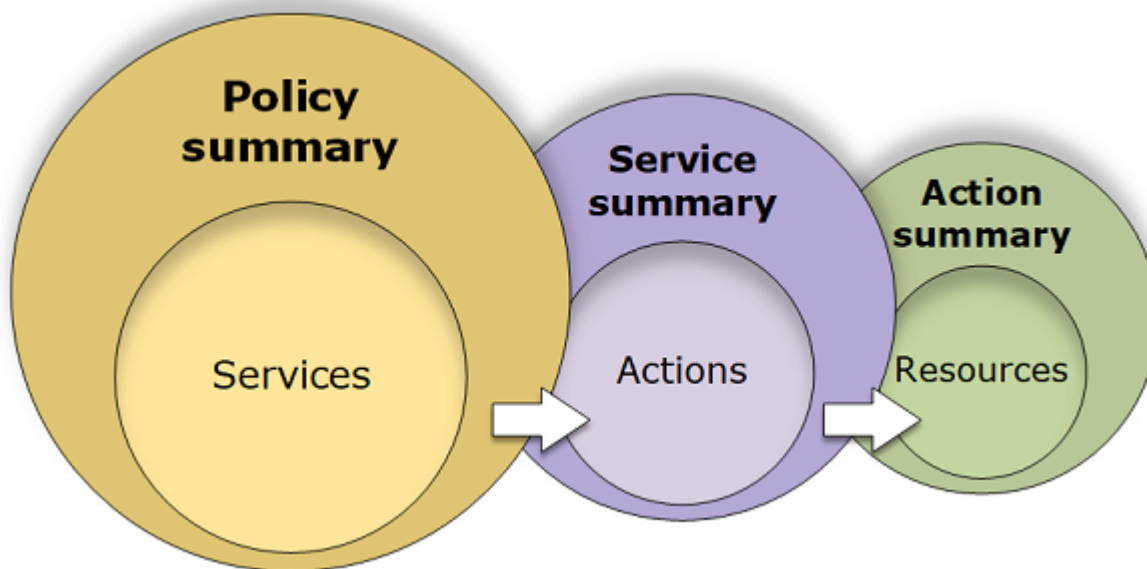 Policy
summary
Services
Service
summary
Actions
Action
summary
Resources